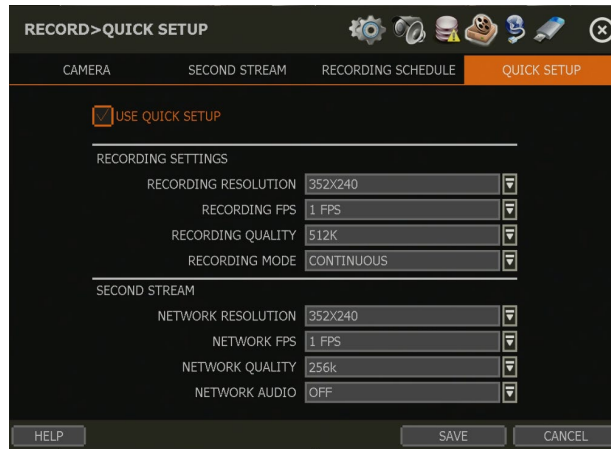 RECORD>QUICK SETUP
CAMERA SECOND STREAM RECORDING SCHEDULE QUICK SETUP
USE QUICK SETUP
RECORDING SETTINGS
RECORDING RESOLUTION 352X240
RECORDING FPS 1 FPS
RECORDING QUALITY 512K
RECORDING MODE CONTINUOUS
SECOND STREAM
NETWORK RESOLUTION 352X240
NETWORK FPS 1 FPS
NETWORK QUALITY 256k
NETWORK AUDIO OFF
HELP SAVE CANCEL